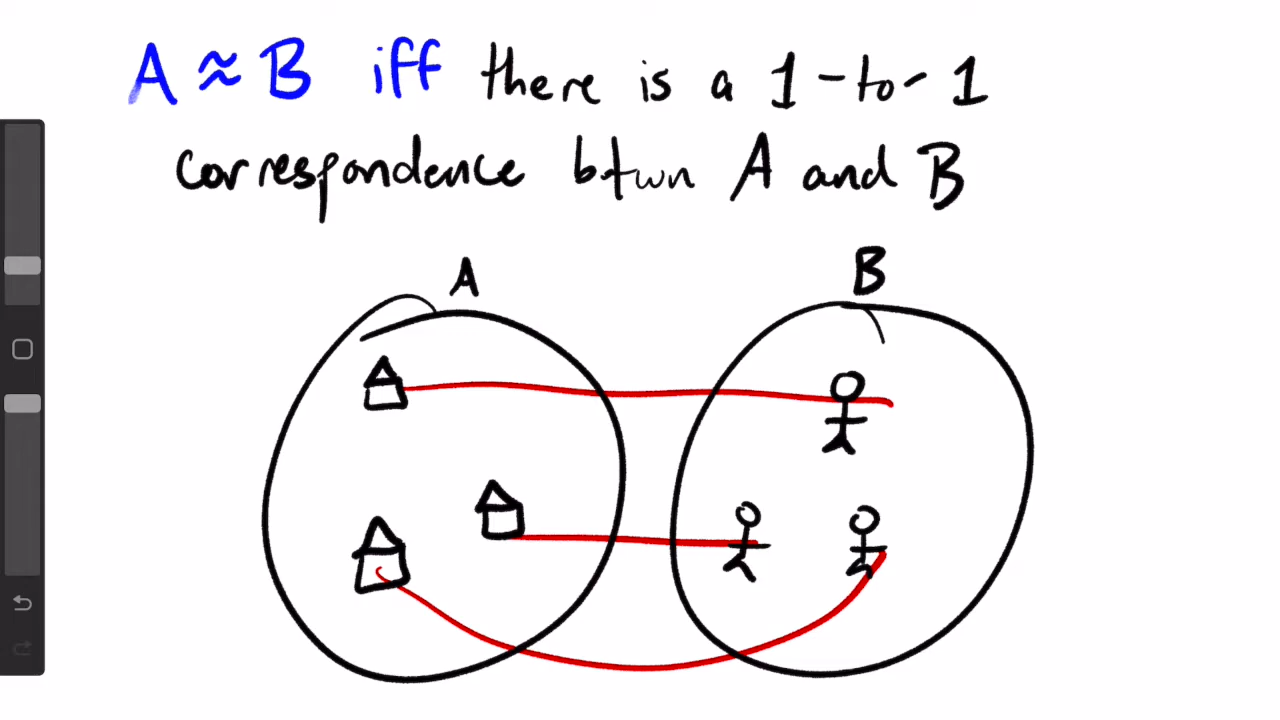 A ≈ B iff there is a 1-to-1
correspondence btwn A and B
A
B